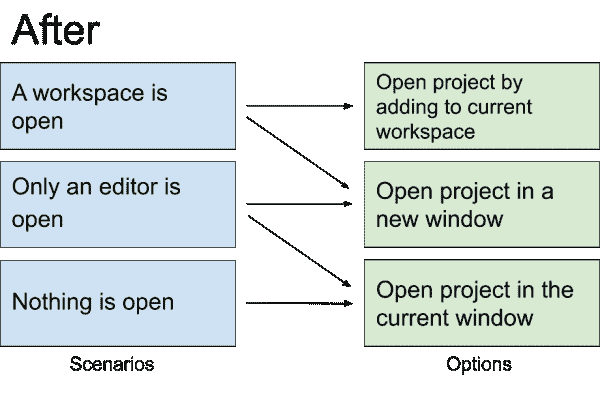 After
A workspace is
open
Open project by
adding to current
workspace
Only an editor is
open
Open project in a
new window
Nothing is open
Open project in the
current window
Scenarios
Options